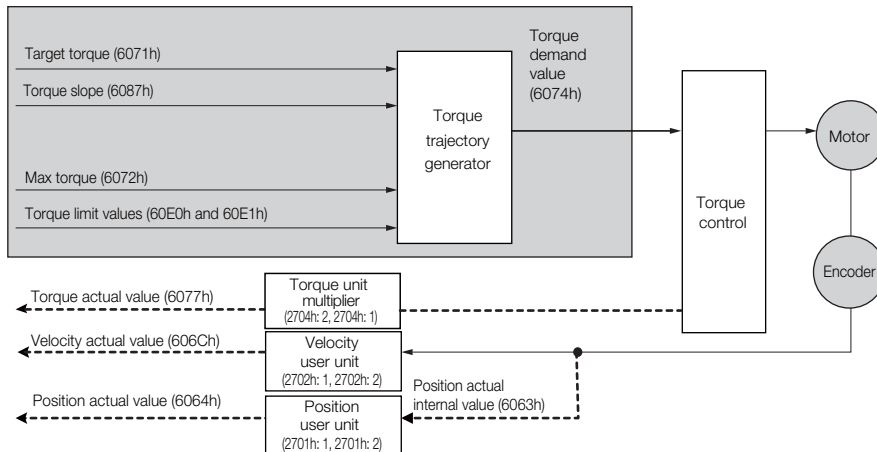 Target torque (6071h)
Torque slope (6087h)
Max torque (6072h)
Torque limit values (60E0h and 60E1h)
Torque
trajectory
generator
Torque
demand
value
(6074h)
Torque
control
Motor
Encoder
Torque actual value (6077h)
Torque unit
multiplier
(2704h: 2, 2704h: 1)
Velocity actual value (606Ch)
Velocity
user unit
(2702h: 1, 2702h: 2)
Position actual value (6064h)
Position
user unit
(2701h: 1, 2701h: 2)
Position actual
internal value (6063h)